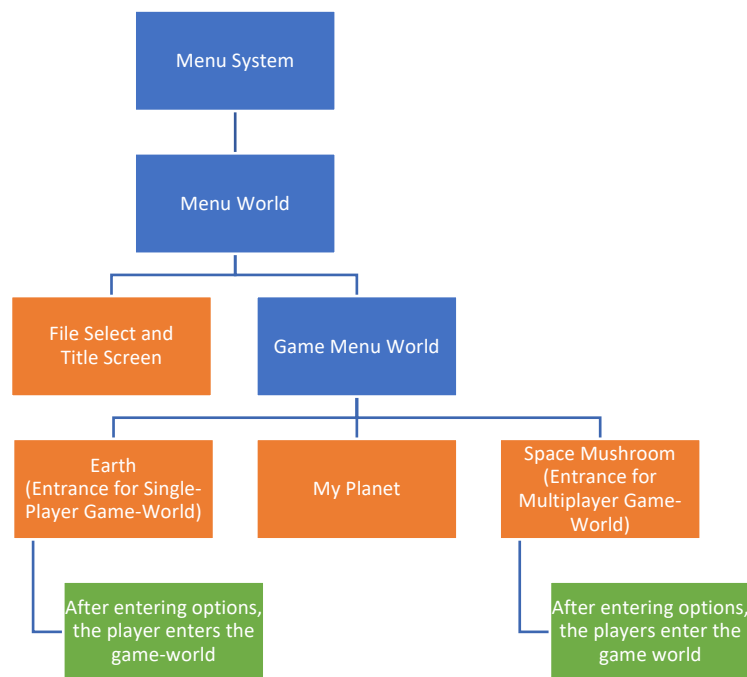 Menu System
Menu World
File Select and
Title Screen
Game Menu World
Earth
(Entrance for Single-
Player Game-World)
My Planet
Space Mushroom
(Entrance for
Multiplayer Game-
World)
After entering options,
the player enters the
game-world
After entering options,
the players enter the
game world